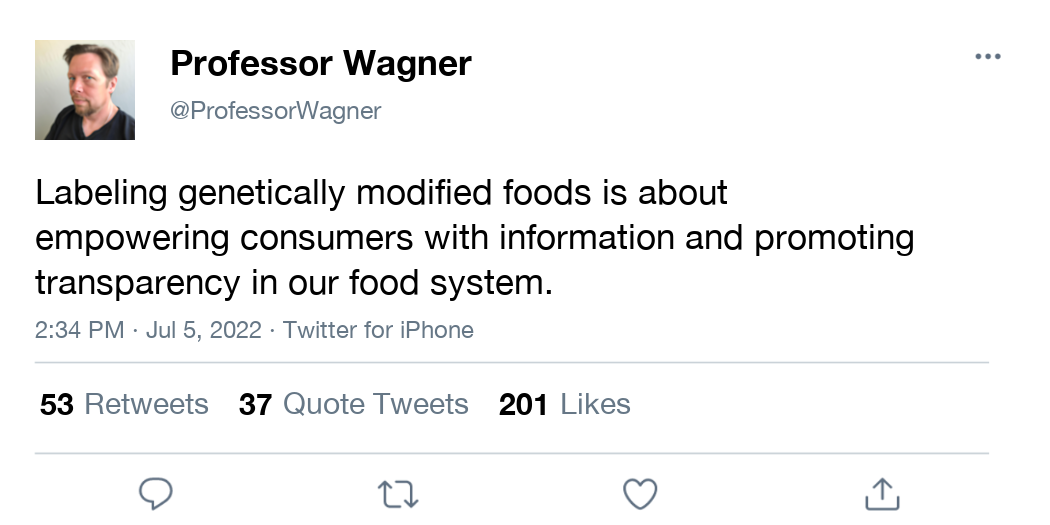 Professor Wagner
@ProfessorWagner
Labeling genetically modified foods is about
empowering consumers with information and promoting
transparency in our food system.
2:34 PM · Jul 5, 2022 · Twitter for iPhone
53 Retweets 37 Quote Tweets 201 Likes